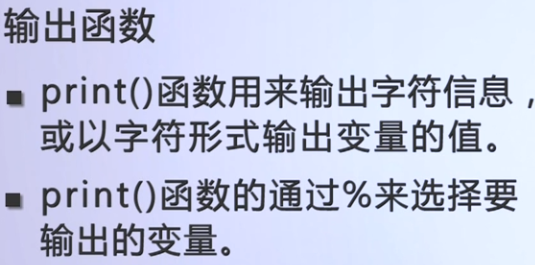 输出函数
▪ print()函数用来输出字符信息，
或以字符形式输出变量的值。
▪ print()函数的通过%来选择要
输出的变量。